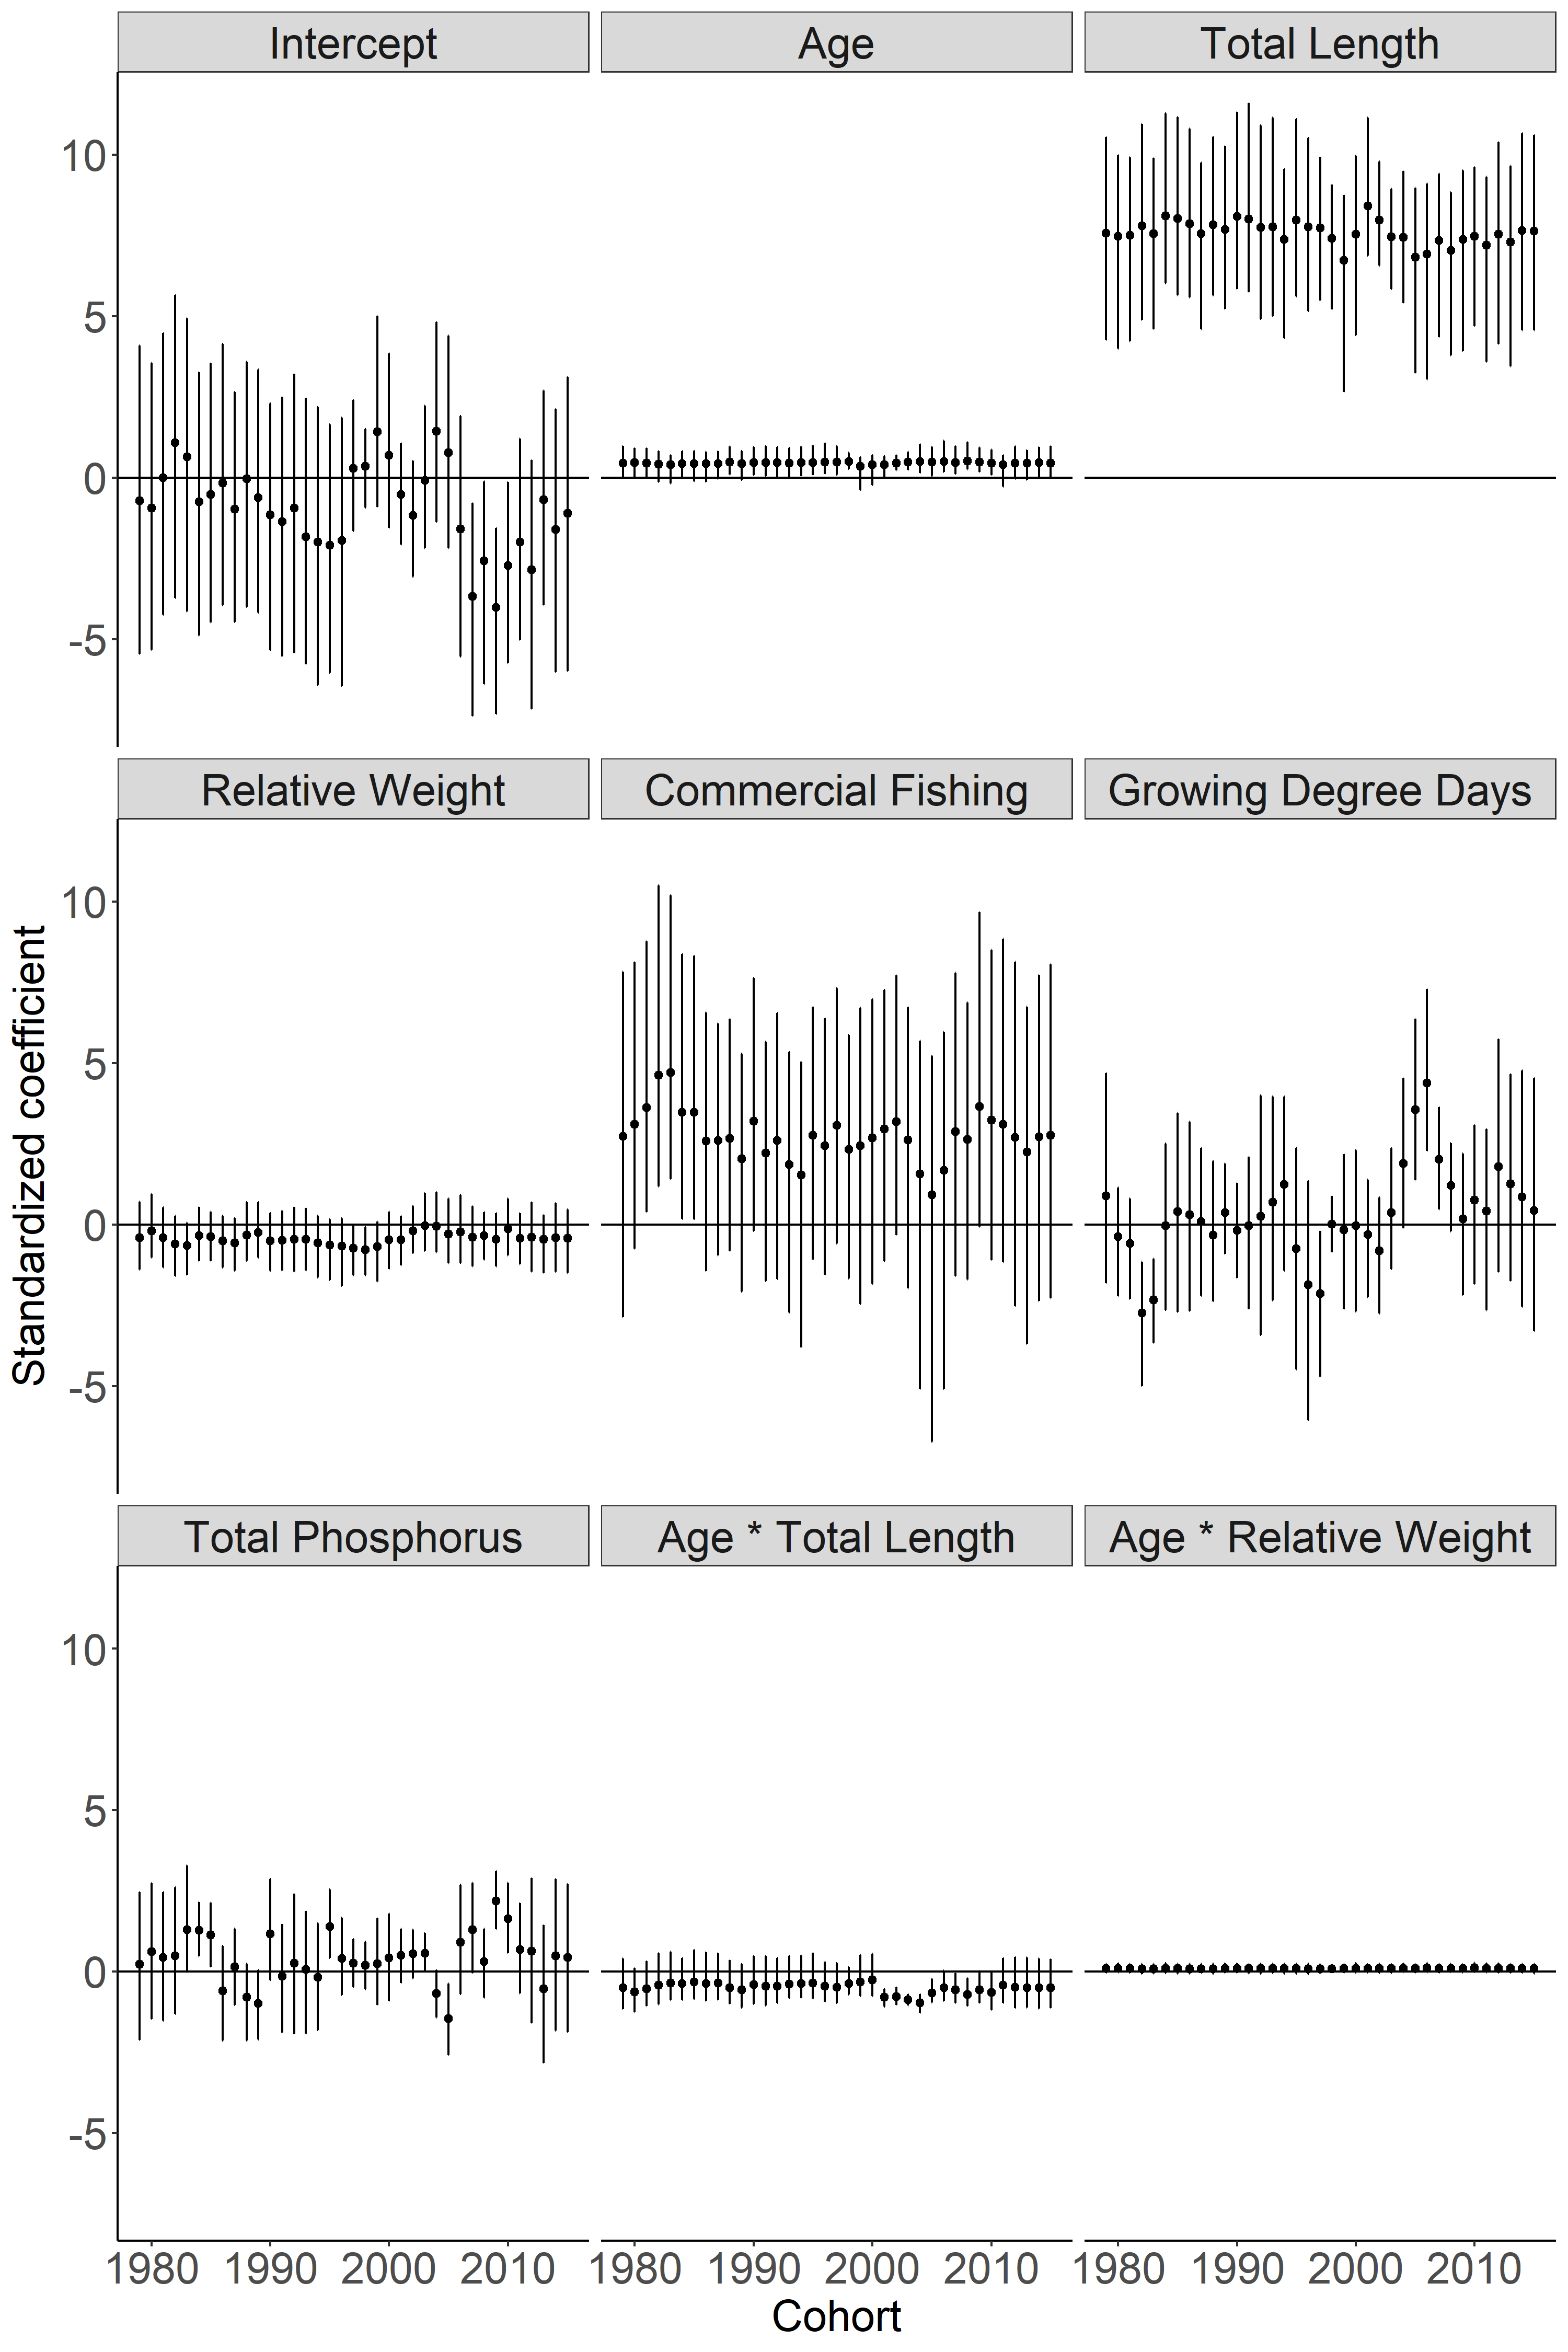 Intercept
Age
Total Length
10
5
0
-5
Relative Weight
Commercial Fishing
Growing Degree Days
10
5
0
-5
Standardized coefficient
Total Phosphorus
Age * Total Length
Age * Relative Weight
10
5
0
-5
1980 1990 2000 2010
1980 1990 2000 2010
1980 1990 2000 2010
Cohort